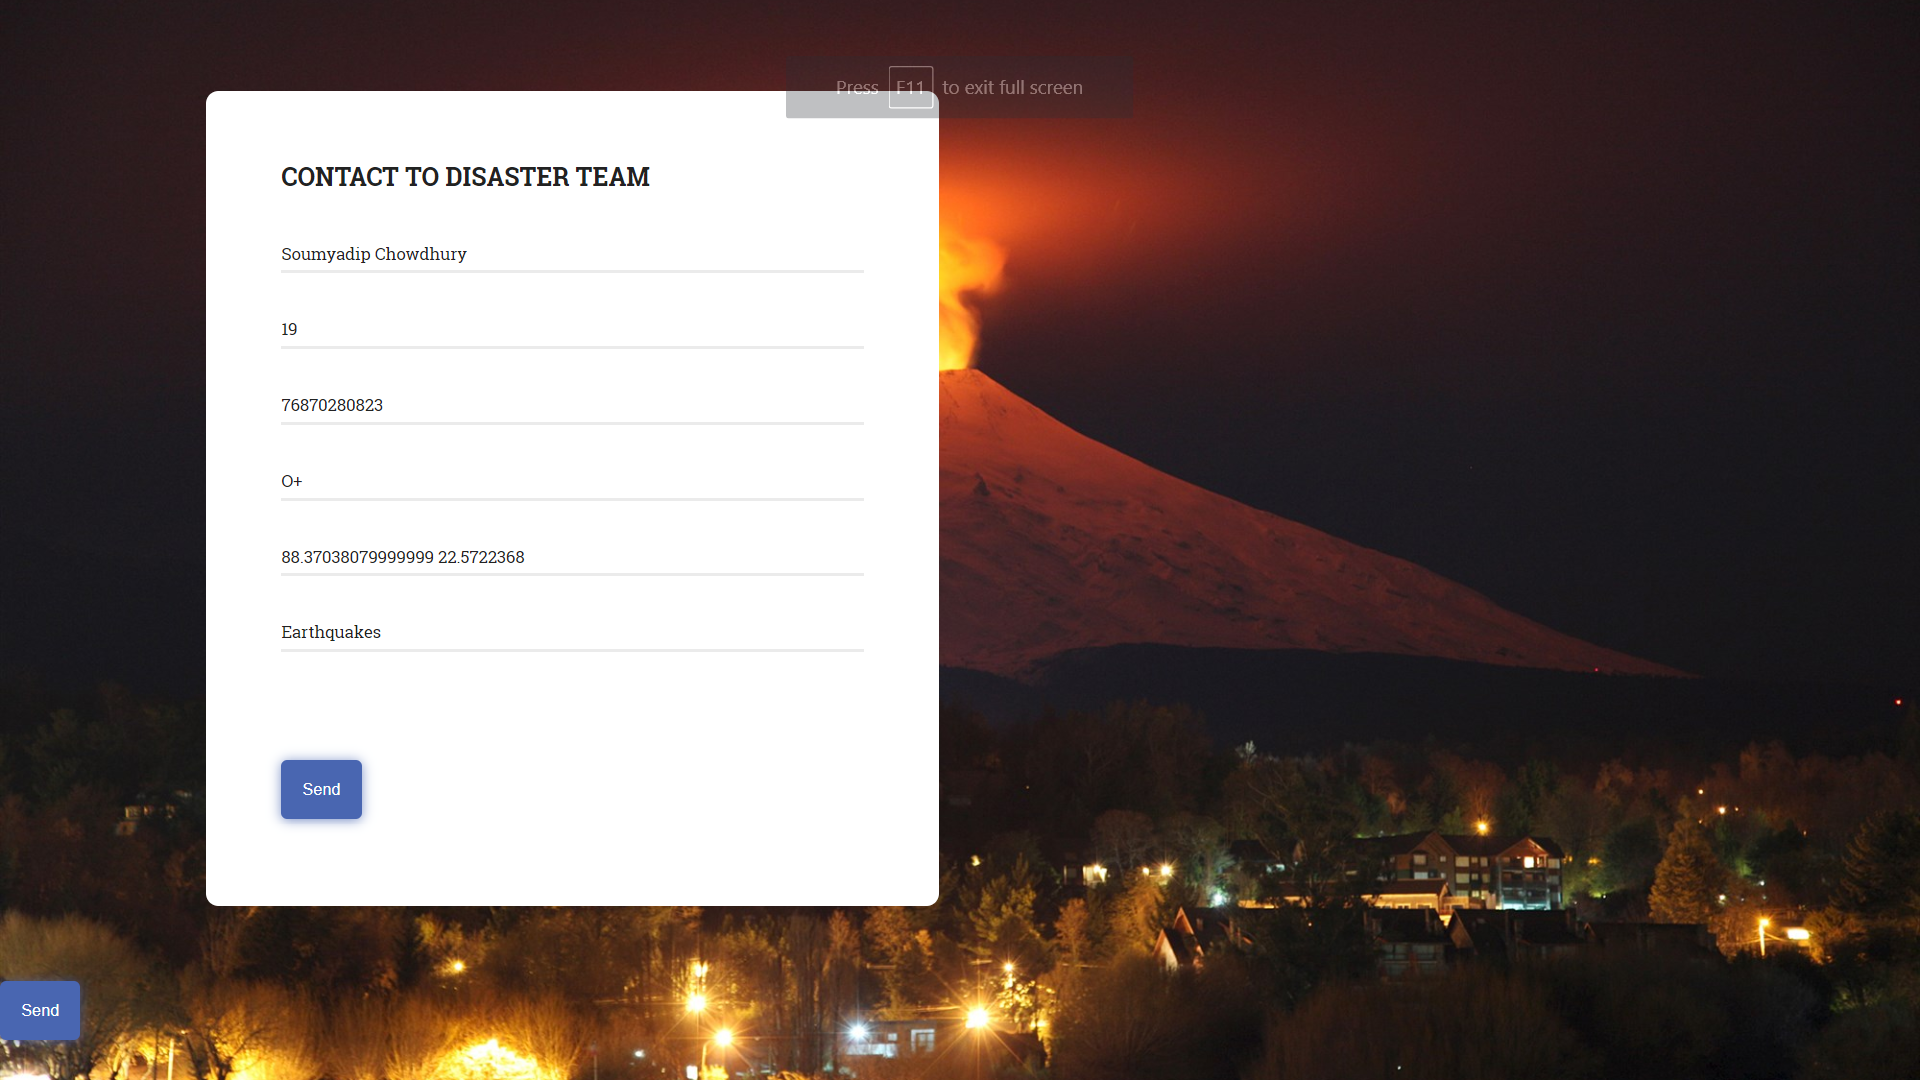 Press F11 to exit full screen
CONTACT TO DISASTER TEAM
Soumyadip Chowdhury
19
76870280823
O+
88.37038079999999 22.5722368
Earthquakes
Send
Send